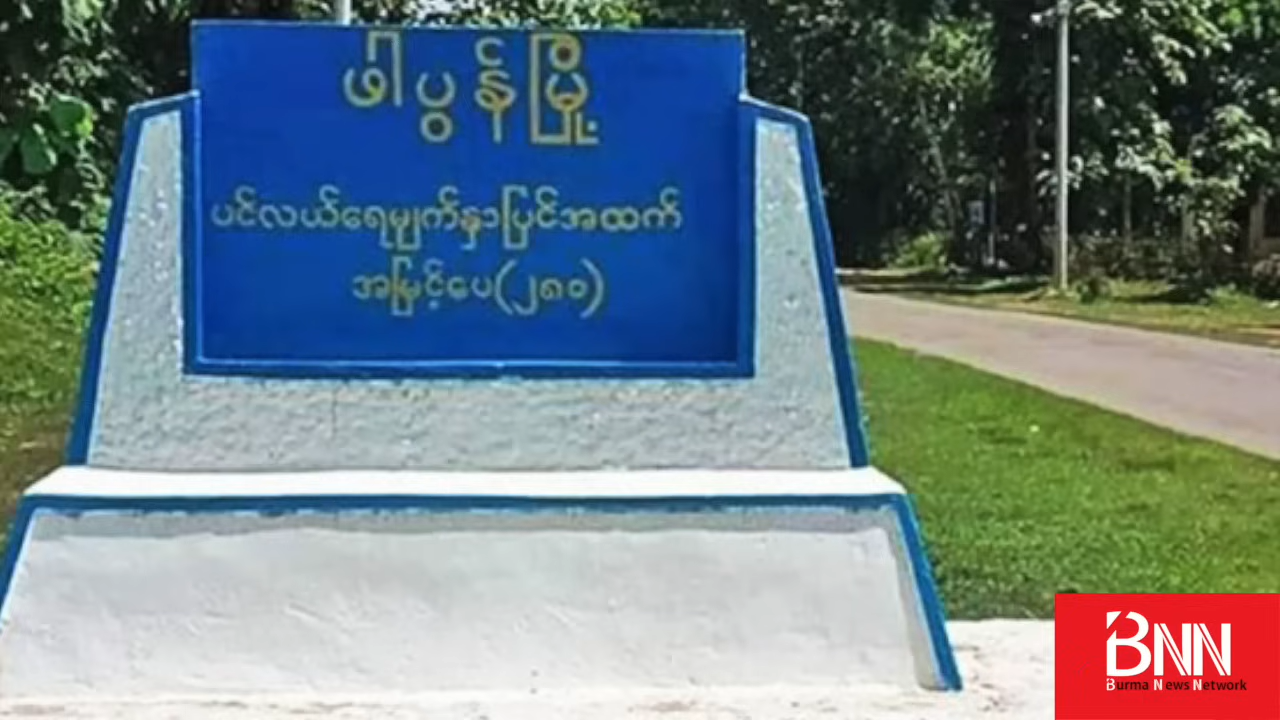 ဖါပွန်မြို့
ပင်လယ်ရေမျက်နှာပြင်အထက်
အမြင့်ပေ(၂၈၀)
BNN
Burma News Network